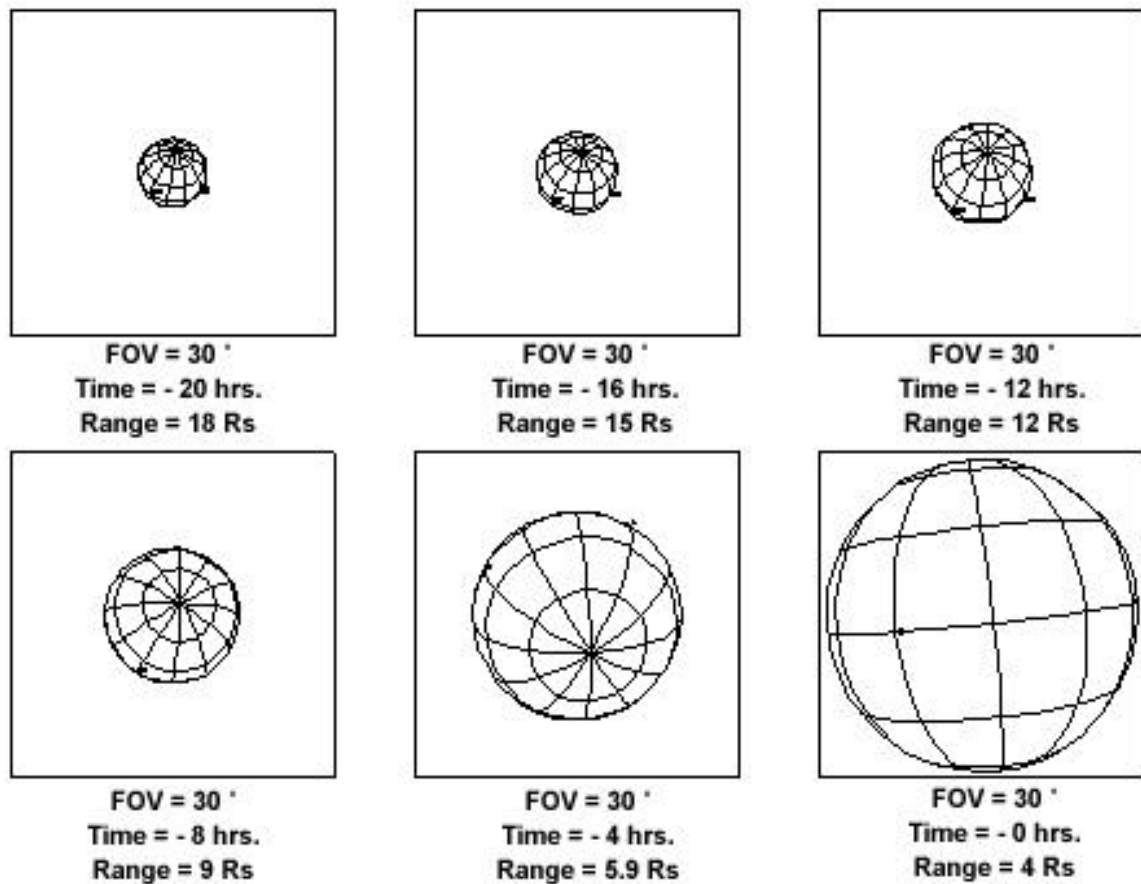 FOV = 30 °
Time = - 20 hrs.
Range = 18 Rs
FOV = 30 °
Time = - 16 hrs.
Range = 15 Rs
FOV = 30 °
Time = - 12 hrs.
Range = 12 Rs
FOV = 30 °
Time = - 8 hrs.
Range = 9 Rs
FOV = 30 °
Time = - 4 hrs.
Range = 5.9 Rs
FOV = 30 °
Time = - 0 hrs.
Range = 4 Rs